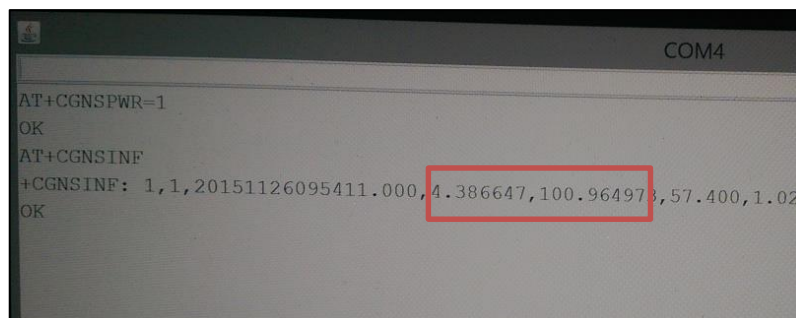 COM4
AT+CGNSPWR=1
OK
AT+CGNSINF
+CGNSINF: 1,1,20151126095411.000,4.386647,100.964973,57.400,1.02
OK